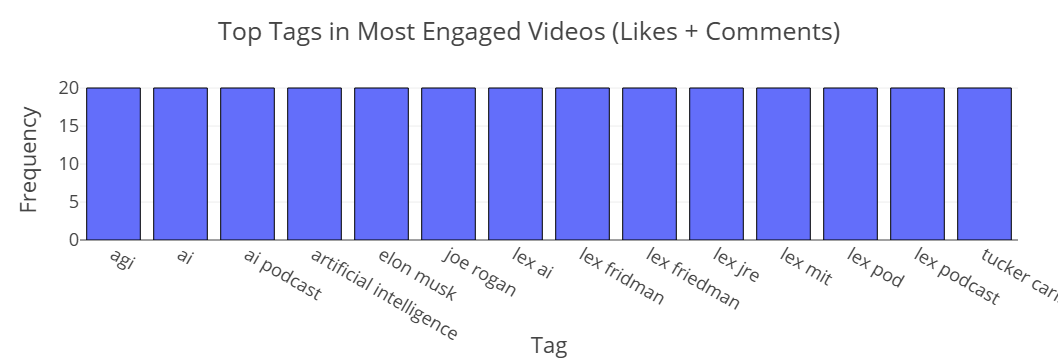 Top Tags in Most Engaged Videos (Likes + Comments)
Frequency
20
15
10
5
0
agi
ai
ai podcast
artificial intelligence
elon musk
joe rogan
lex ai
lex fridman
lex friedman
lex jre
lex mit
lex pod
lex podcast
tucker
Tag